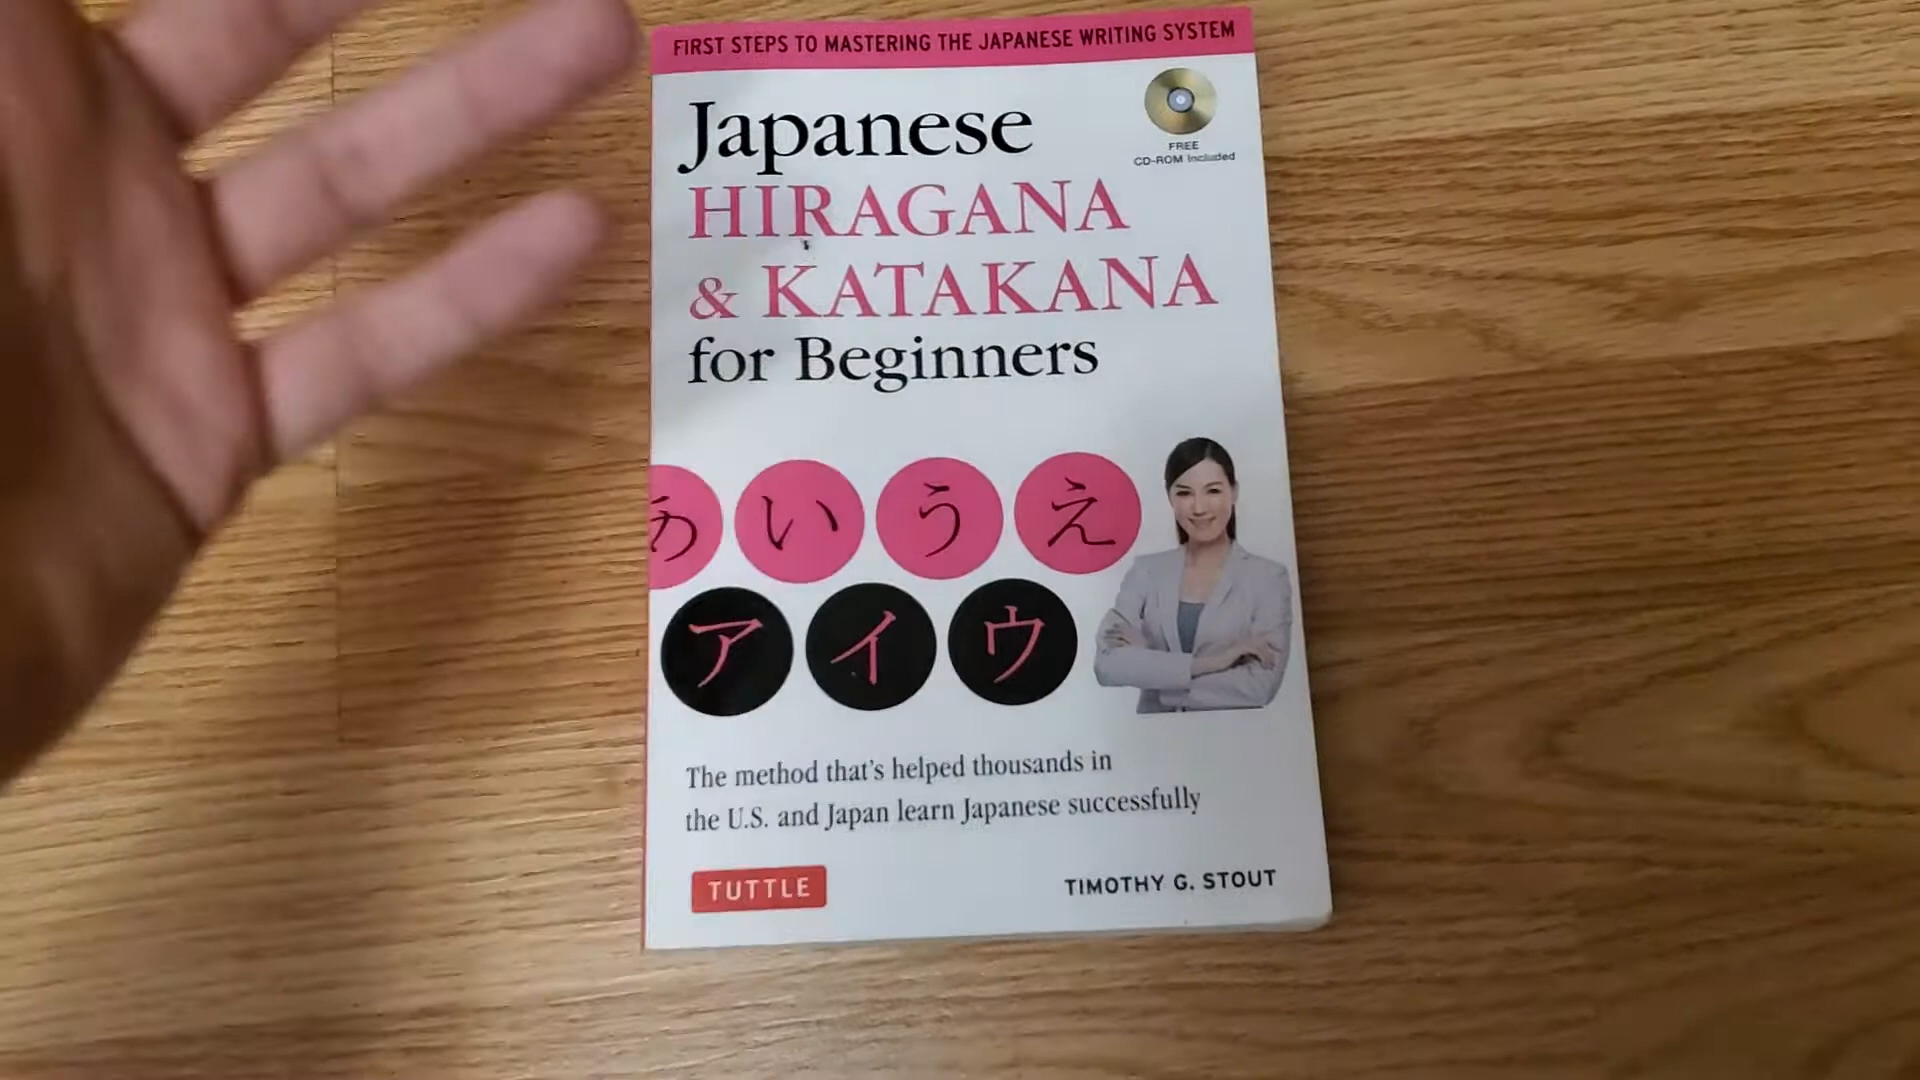 FIRST STEPS TO MASTERING THE JAPANESE WRITING SYSTEM
Japanese
FREE
CD-ROM Included
HIRAGANA
& KATAKANA
for Beginners
あ い う え
ア イ ウ
The method that's helped thousands in
the U.S. and Japan learn Japanese successfully
TUTTLE
TIMOTHY G. STOUT